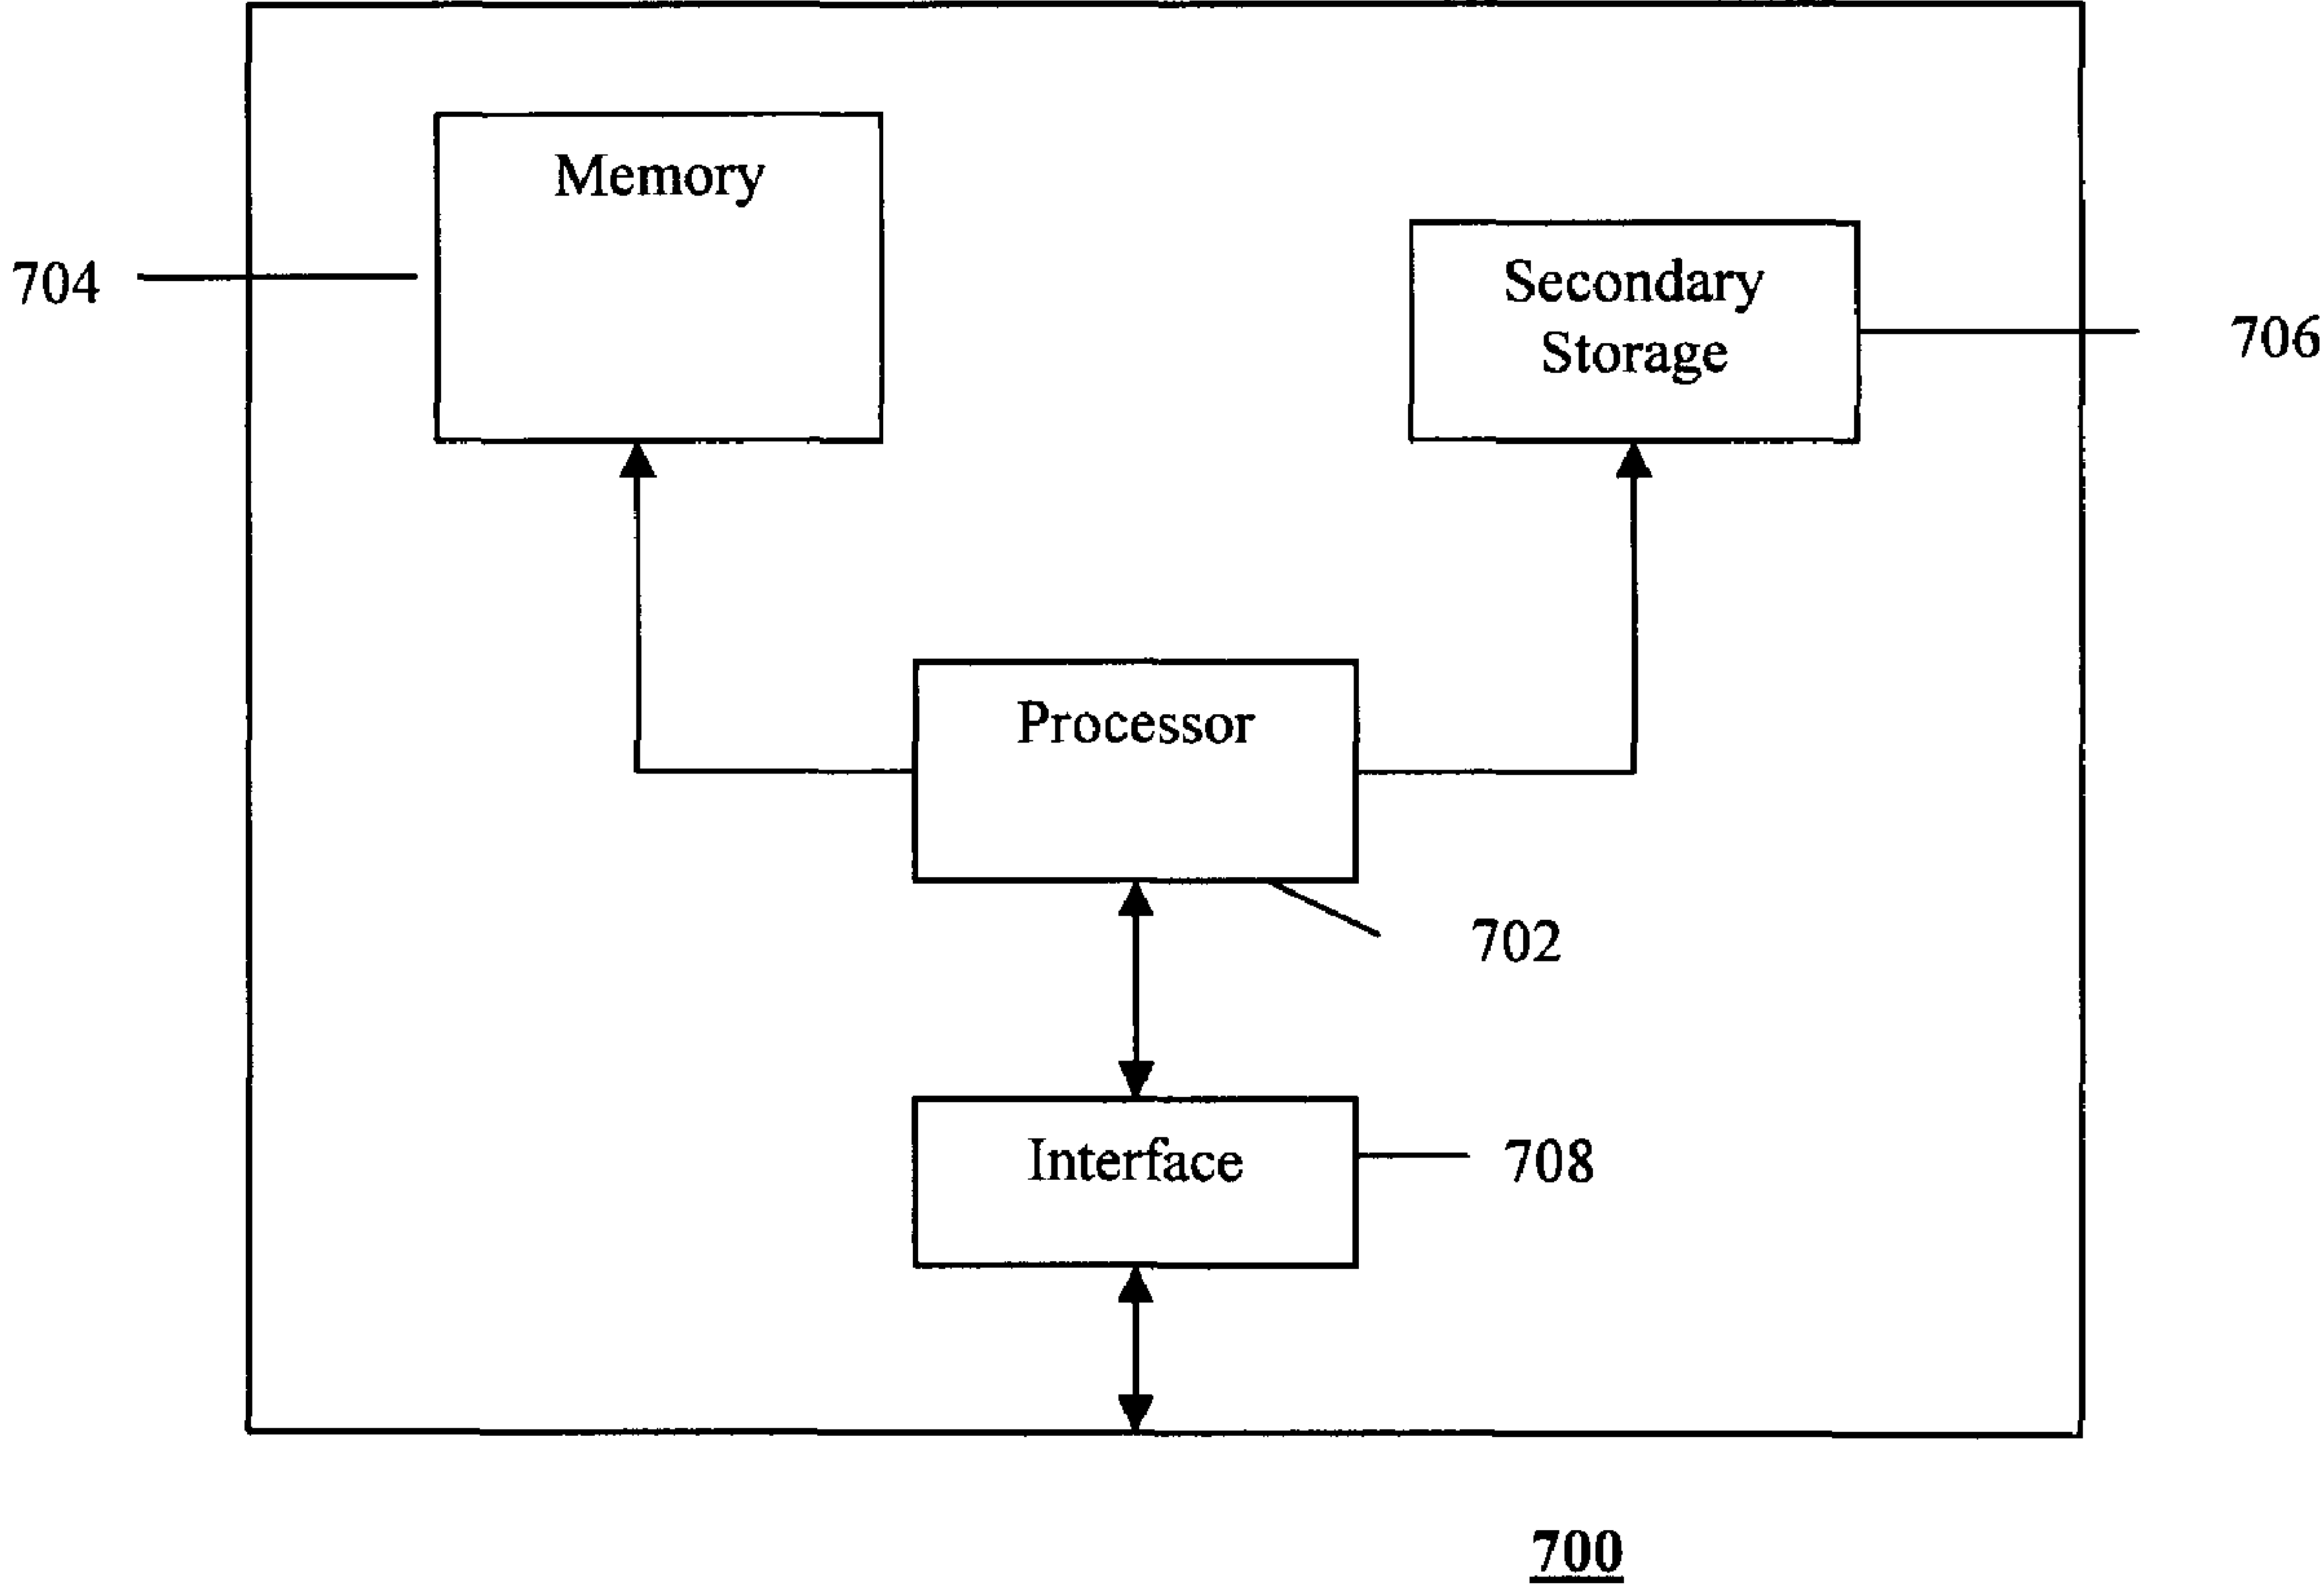 Memory
704
Secondary
Storage
706
Processor
702
Interface
708
700